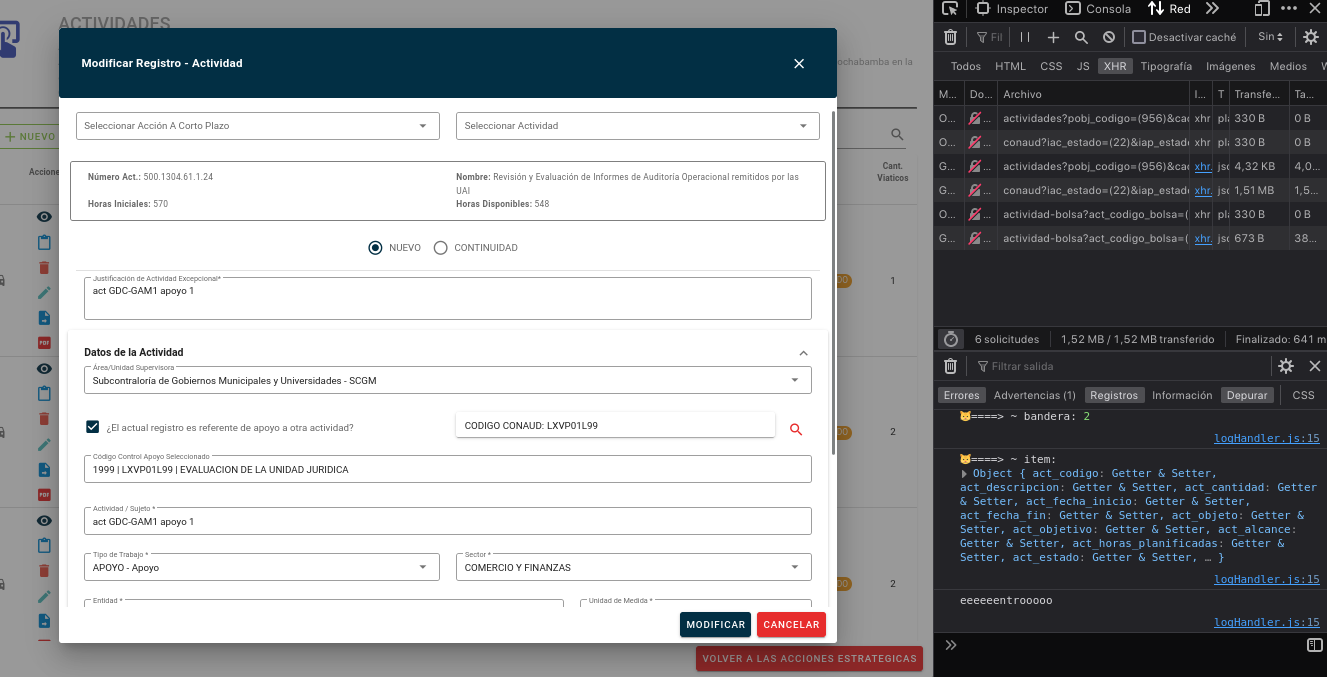 ACTIVIDADES
Modificar Registro - Actividad
ochabamba en la
Seleccionar Acción A Corto Plazo
Seleccionar Actividad
NUEVO
Accione
Cant.
Viaticos
Número Act.: 500.1304.61.1.24
Nombre: Revisión y Evaluación de Informes de Auditoría Operacional remitidos por las
UAI
Horas Iniciales: 570
Horas Disponibles: 548
NUEVO
CONTINUIDAD
Justificación de Actividad Excepcional*
act GDC-GAM1 apoyo 1
1
Datos de la Actividad
Área/Unidad Supervisora
Subcontraloría de Gobiernos Municipales y Universidades - SCGM
¿El actual registro es referente de apoyo a otra actividad?
CODIGO CONAUD: LXVP01L99
2
Código Control Apoyo Seleccionado
1999 | LXVP01L99 | EVALUACION DE LA UNIDAD JURIDICA
Actividad / Sujeto *
act GDC-GAM1 apoyo 1
Tipo de Trabajo *
APOYO - Apoyo
Sector *
COMERCIO Y FINANZAS
2
Entidad *
Unidad de Medida *
MODIFICAR
CANCELAR
VOLVER A LAS ACCIONES ESTRATEGICAS
PDF
PDF
PDF
Inspector
Consola
Red
Fil
Desactivar caché
Sin
Todos
HTML
CSS
JS
XHR
Tipografía
Imágenes
Medios
M... Do... Archivo I... T Transfe... Ta...
O... ... actividades?pobj_codigo=(956)&cac xhr pla 330 B 0 B
O... ... conaud?iac_estado=(22)&iap_estado xhr pla 330 B 0 B
G... ... actividades?pobj_codigo=(956)&cac xhr. jsc 4,32 KB 4,0...
G... ... conaud?iac_estado=(22)&iap_estado xhr. jsc 1,51 MB 1,5...
O... ... actividad-bolsa?act_codigo_bolsa=( xhr pla 330 B 0 B
G... ... actividad-bolsa?act_codigo_bolsa=( xhr. jsc 673 B 38...
6 solicitudes
1,52 MB / 1,52 MB transferido
Finalizado: 641 m
Filtrar salida
Errores
Advertencias (1)
Registros
Información
Depurar
CSS
🐱====> ~ bandera: 2
logHandler.js:15
🐱====> ~ item:
Object { act_codigo: Getter & Setter,
act_descripcion: Getter & Setter, act_cantidad: Getter
& Setter, act_fecha_inicio: Getter & Setter,
act_fecha_fin: Getter & Setter, act_objeto: Getter &
Setter, act_objetivo: Getter & Setter, act_alcance:
Getter & Setter, act_horas_planificadas: Getter &
Setter, act_estado: Getter & Setter, … }
logHandler.js:15
eeeeeentrooooo
logHandler.js:15